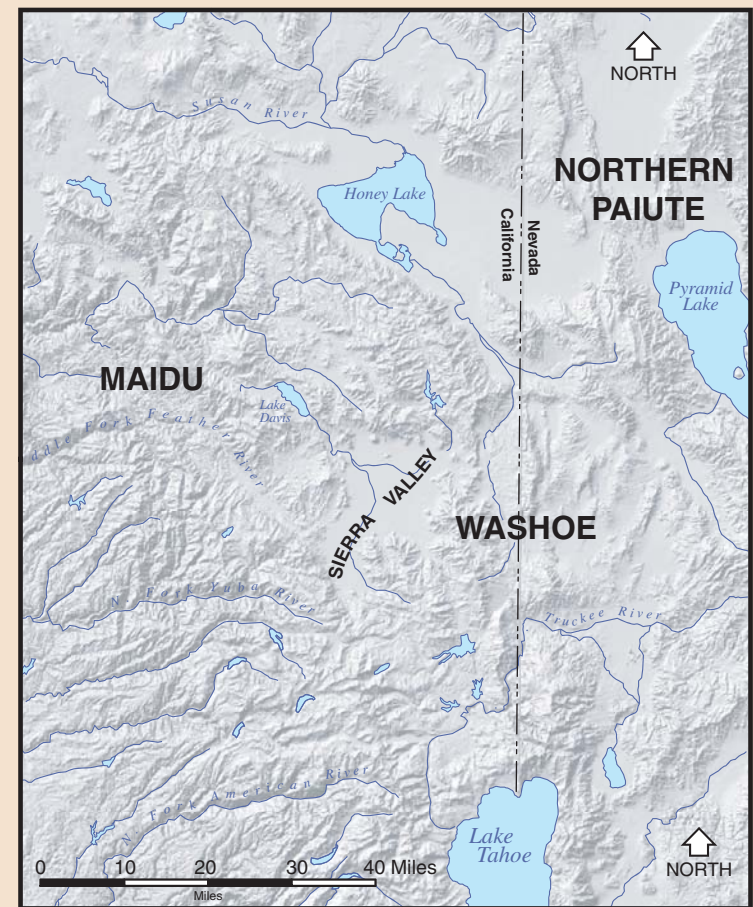 NORTH
Susan River
NORTHERN
PAIUTE
Honey Lake
California
Nevada
Pyramid
Lake
MAIDU
Lake
Davis
ddle Fork Feather River
SIERRA VALLEY
WASHOE
N. Fork Yuba River
Truckee River
N. Fork American River
Lake
Tahoe
NORTH
0 10 20 30 40 Miles
Miles